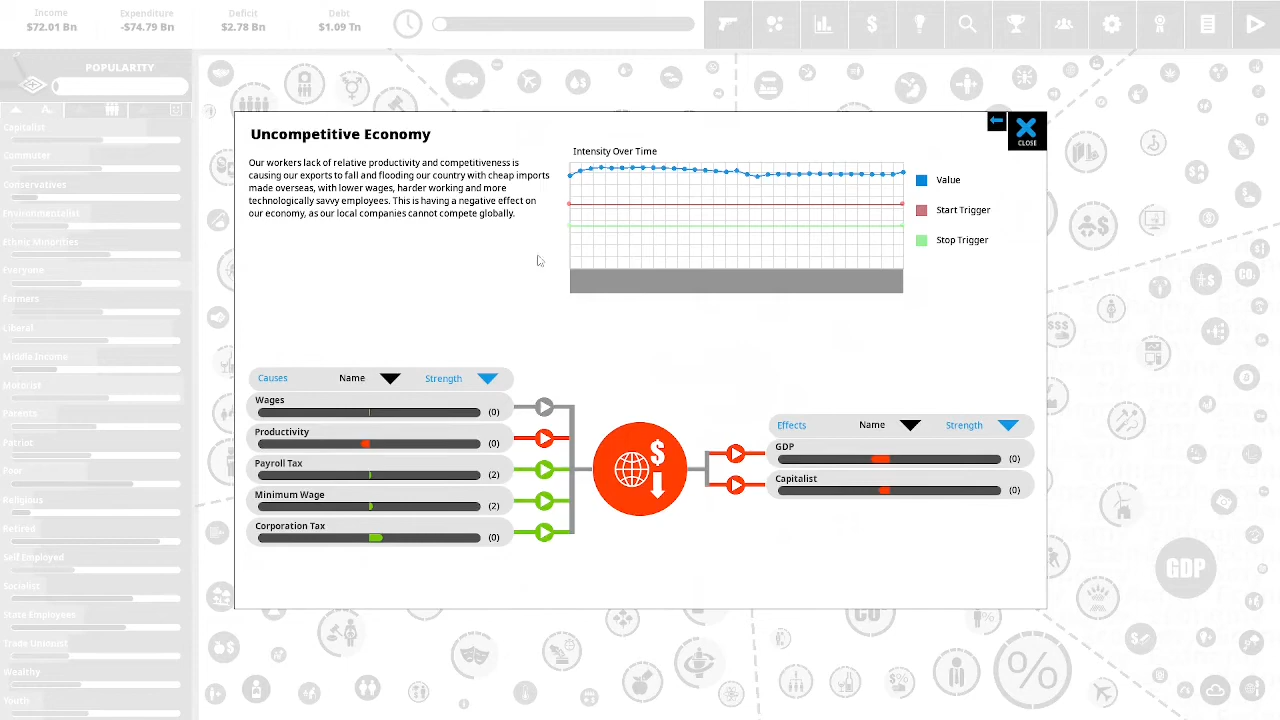 Income Expenditure Deficit Debt
$72.01 Bn -$74.79 Bn $2.78 Bn $1.09 Tn
POPULARITY
Capitalist
Commuter
Conservatives
Environmentalist
Ethnic Minorities
Everyone
Farmers
Liberal
Middle Income
Motorist
Parents
Patriot
Poor
Religious
Retired
Self Employed
Socialist
State Employees
Trade Unionist
Wealthy
Youth
Uncompetitive Economy
Our workers lack of relative productivity and competitiveness is
causing our exports to fall and flooding our country with cheap imports
made overseas, with lower wages, harder working and more
technologically savvy employees. This is having a negative effect on
our economy, as our local companies cannot compete globally.
Intensity Over Time
Value
Start Trigger
Stop Trigger
CLOSE
Causes Name Strength
Wages
(0)
Productivity
(0)
Payroll Tax
(2)
Minimum Wage
(2)
Corporation Tax
(0)
Effects Name Strength
GDP
(0)
Capitalist
(0)
GDP